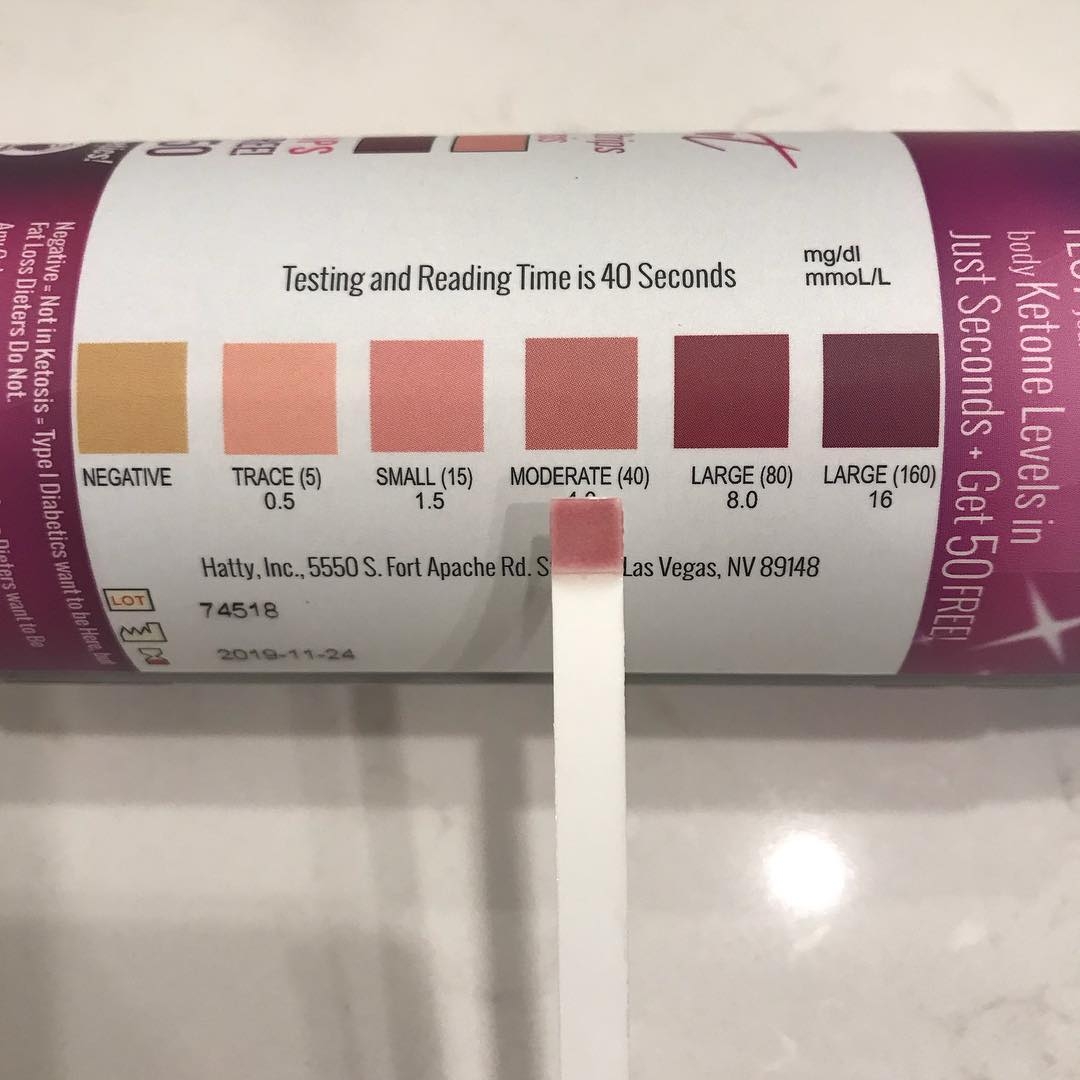 Testing and Reading Time is 40 Seconds
mg/dl
mmoL/L
NEGATIVE
TRACE (5)
0.5
SMALL (15)
1.5
MODERATE (40)
LARGE (80)
8.0
LARGE (160)
16
Hatty, Inc., 5550 S. Fort Apache Rd. Las Vegas, NV 89148
LOT
74518
2019-11-24
Negative = Not in Ketosis = Type I Diabetics want to be Here, but
Fat Loss Dieters Do Not.
body Ketone Levels in
Just Seconds + Get 50 FREE!